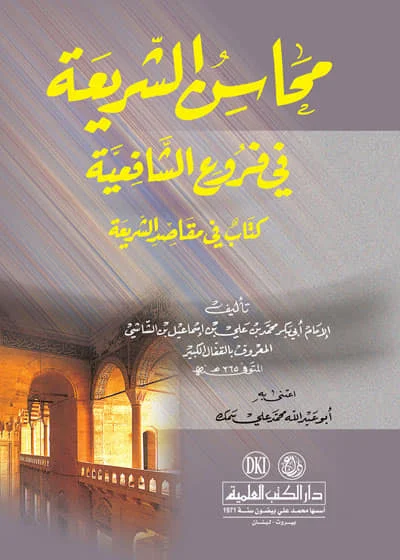 محاسن الشريعة
في فروع الشافعية
كتاب في مقاصد الشريعة
تأليف
الإمام أبي بكر محمد بن علي بن إسماعيل بن الشاشي
المعروف بالقفال الكبير
المتوفى ٣٦٥ هـ
اعتنى به
أبو عبد الله محمد علي سمك
DKI
دار الكتب العلمية
أسسها محمد علي بيضون سنة 1971
بيروت - لبنان